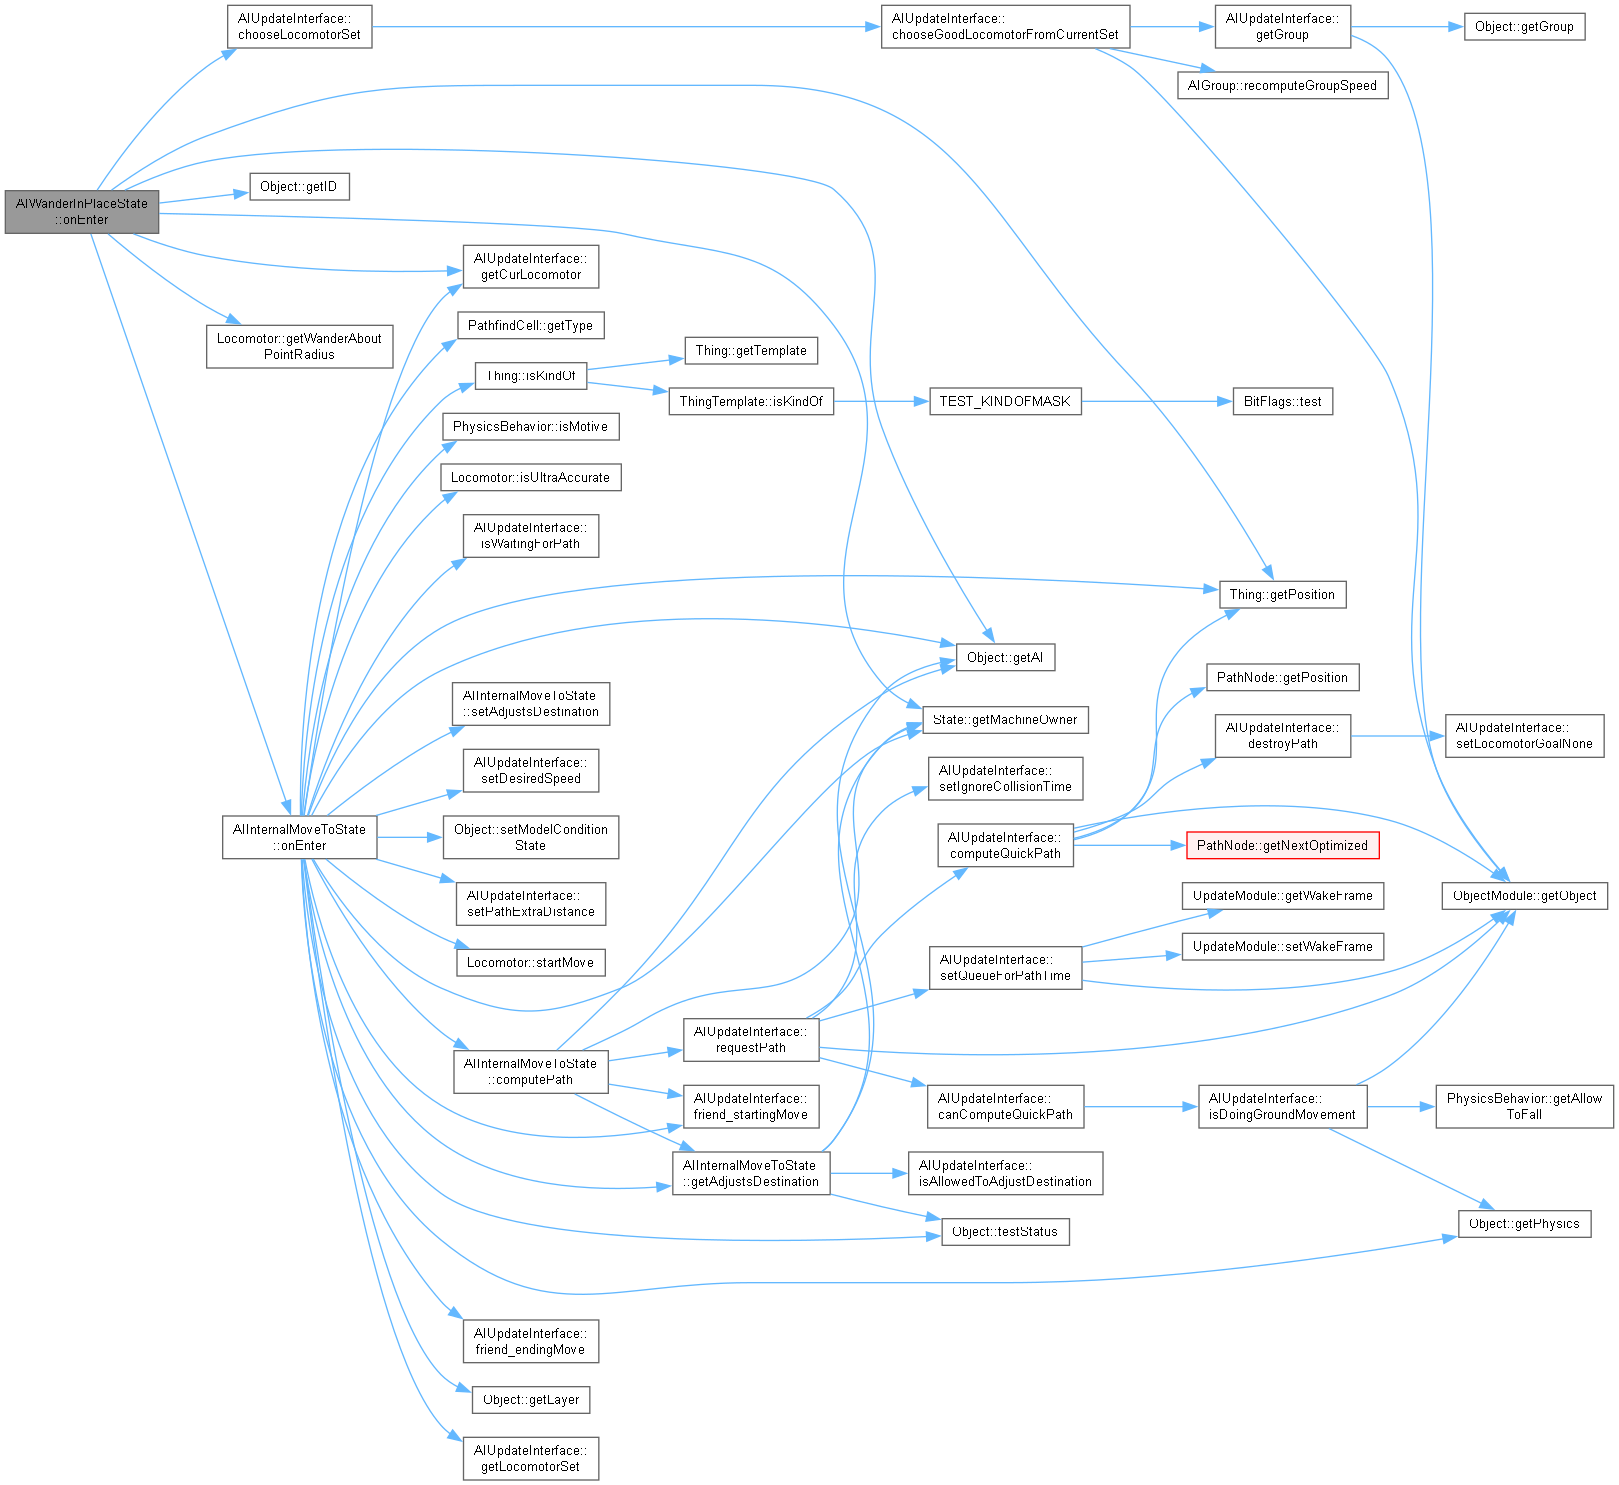 AIUpdateInterface::
chooseLocomotorSet
AIUpdateInterface::
chooseGoodLocomotorFromCurrentSet
AIUpdateInterface::
getGroup
Object::getGroup
AIGroup::recomputeGroupSpeed
AIWanderInPlaceState
::onEnter
Object::getID
AIUpdateInterface::
getCurLocomotor
Locomotor::getWanderAbout
PointRadius
PathfindCell::getType
Thing::isKindOf
Thing::getTemplate
ThingTemplate::isKindOf
TEST_KINDOFMASK
BitFlags::test
PhysicsBehavior::isMotive
Locomotor::isUltraAccurate
AIUpdateInterface::
isWaitingForPath
Thing::getPosition
Object::getAI
PathNode::getPosition
AIInternalMoveToState
::setAdjustsDestination
State::getMachineOwner
AIUpdateInterface::
destroyPath
AIUpdateInterface::
setLocomotorGoalNone
AIUpdateInterface::
setDesiredSpeed
AIUpdateInterface::
setIgnoreCollisionTime
AIInternalMoveToState
::onEnter
Object::setModelCondition
State
AIUpdateInterface::
computeQuickPath
PathNode::getNextOptimized
AIUpdateInterface::
setPathExtraDistance
UpdateModule::getWakeFrame
ObjectModule::getObject
Locomotor::startMove
AIUpdateInterface::
setQueueForPathTime
UpdateModule::setWakeFrame
AIUpdateInterface::
requestPath
AIInternalMoveToState
::computePath
AIUpdateInterface::
friend_startingMove
AIUpdateInterface::
canComputeQuickPath
AIUpdateInterface::
isDoingGroundMovement
PhysicsBehavior::getAllow
ToFall
AIInternalMoveToState
::getAdjustsDestination
AIUpdateInterface::
isAllowedToAdjustDestination
Object::testStatus
Object::getPhysics
AIUpdateInterface::
friend_endingMove
Object::getLayer
AIUpdateInterface::
getLocomotorSet